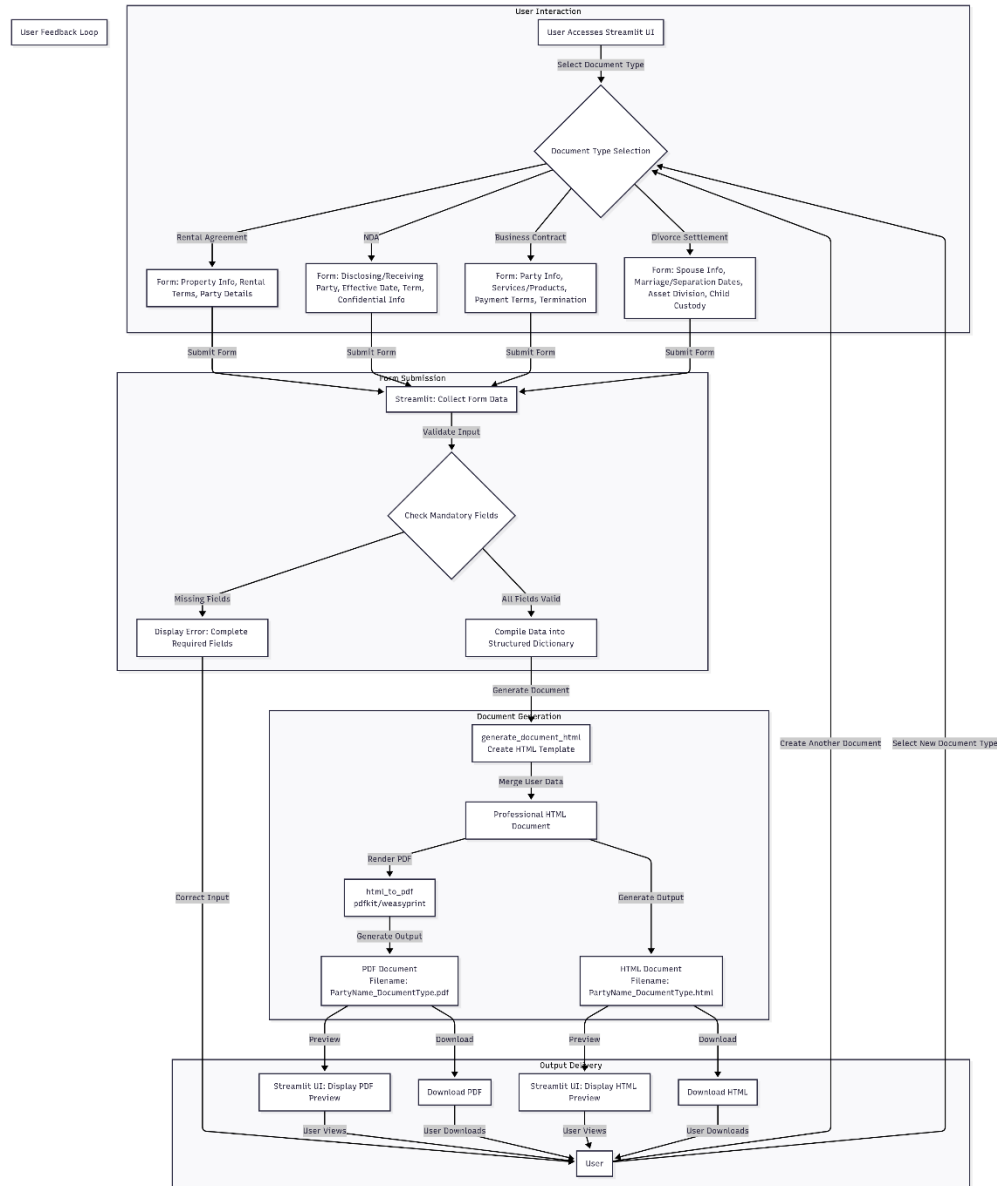 User Interaction
User Feedback Loop
User Accesses Streamlit UI
Select Document Type
Document Type Selection
Rental Agreement
NDA
Business Contract
Divorce Settlement
Form: Property Info, Rental
Terms, Party Details
Form: Disclosing/Receiving
Party, Effective Date, Term,
Confidential Info
Form: Party Info,
Services/Products,
Payment Terms, Termination
Form: Spouse Info,
Marriage/Separation Dates,
Asset Division, Child
Custody
Submit Form
Submit Form
Submit Form
Submit Form
Form Submission
Streamlit: Collect Form Data
Validate Input
Check Mandatory Fields
Missing Fields
All Fields Valid
Display Error: Complete
Required Fields
Compile Data into
Structured Dictionary
Generate Document
Document Generation
generate_document_html
Create HTML Template
Create Another Document
Select New Document Type
Merge User Data
Professional HTML
Document
Render PDF
html_to_pdf
pdfkit/weasyprint
Correct Input
Generate Output
Generate Output
PDF Document
Filename:
PartyName_DocumentType.pdf
HTML Document
Filename:
PartyName_DocumentType.html
Preview
Download
Preview
Download
Output Delivery
Streamlit UI: Display PDF
Preview
Download PDF
Streamlit UI: Display HTML
Preview
Download HTML
User Views
User Downloads
User Views
User Downloads
User